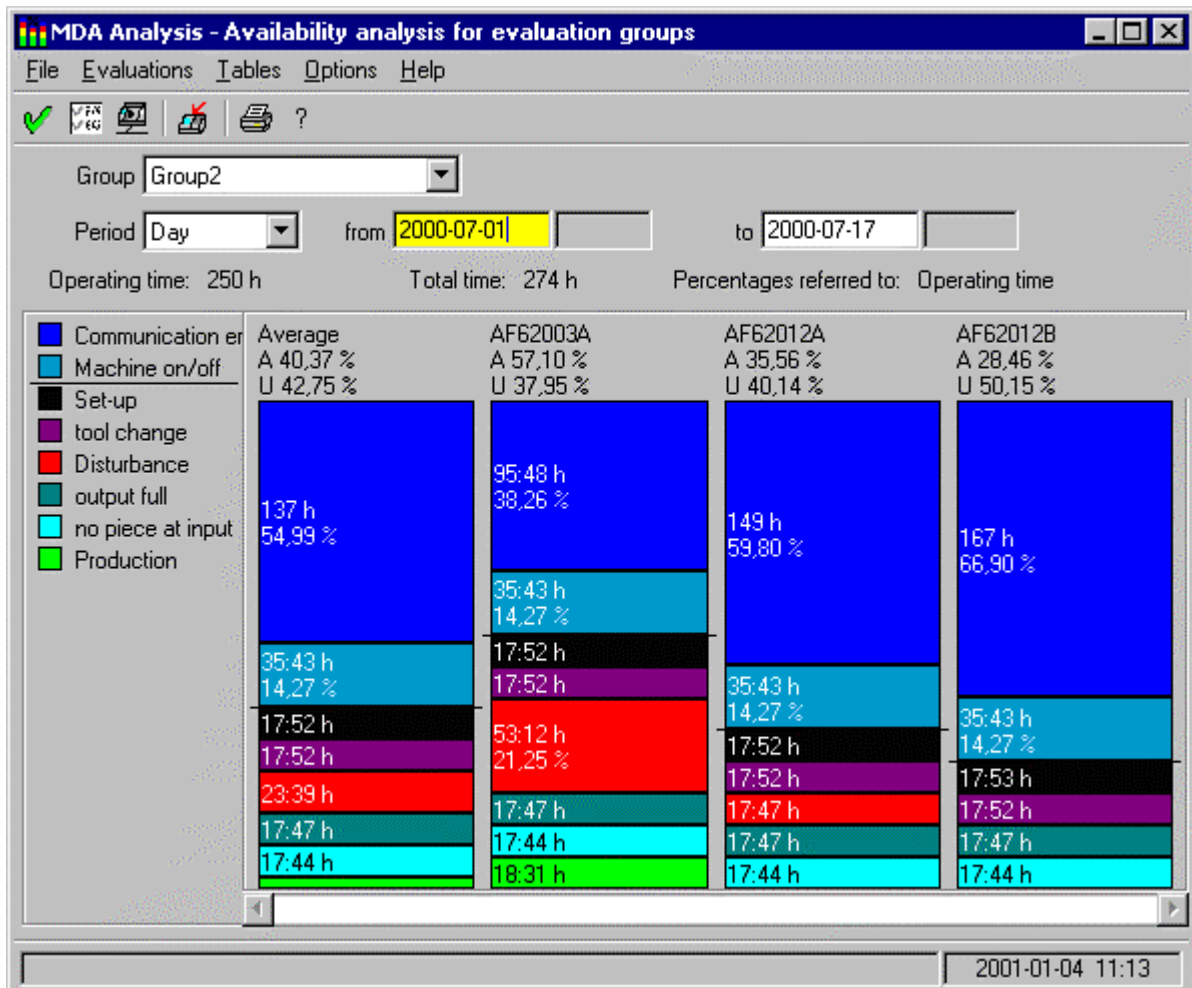 MDA Analysis - Availability analysis for evaluation groups
File Evaluations Tables Options Help
?
Group Group2
Period Day from 2000-07-01 to 2000-07-17
Operating time: 250 h Total time: 274 h Percentages referred to: Operating time
Communication er
Machine on/off
Set-up
tool change
Disturbance
output full
no piece at input
Production
Average
A 40,37 %
U 42,75 %
137 h
54,99 %
35:43 h
14,27 %
17:52 h
17:52 h
23:39 h
17:47 h
17:44 h
AF62003A
A 57,10 %
U 37,95 %
95:48 h
38,26 %
35:43 h
14,27 %
17:52 h
17:52 h
53:12 h
21,25 %
17:47 h
17:44 h
18:31 h
AF62012A
A 35,56 %
U 40,14 %
149 h
59,80 %
35:43 h
14,27 %
17:52 h
17:52 h
17:47 h
17:47 h
17:44 h
AF62012B
A 28,46 %
U 50,15 %
167 h
66,90 %
35:43 h
14,27 %
17:53 h
17:52 h
17:47 h
17:44 h
2001-01-04 11:13